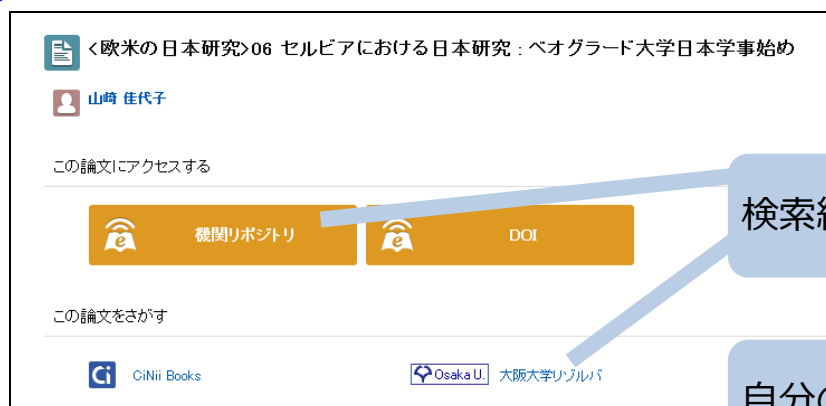 <欧米の日本研究>06 セルビアにおける日本研究 : ベオグラード大学日本学事始め
山崎 佳代子
この論文にアクセスする
機関リポジトリ
DOI
検索
この論文をさがす
CiNii Books
Osaka U. 大阪大学リゾルバ
自分の